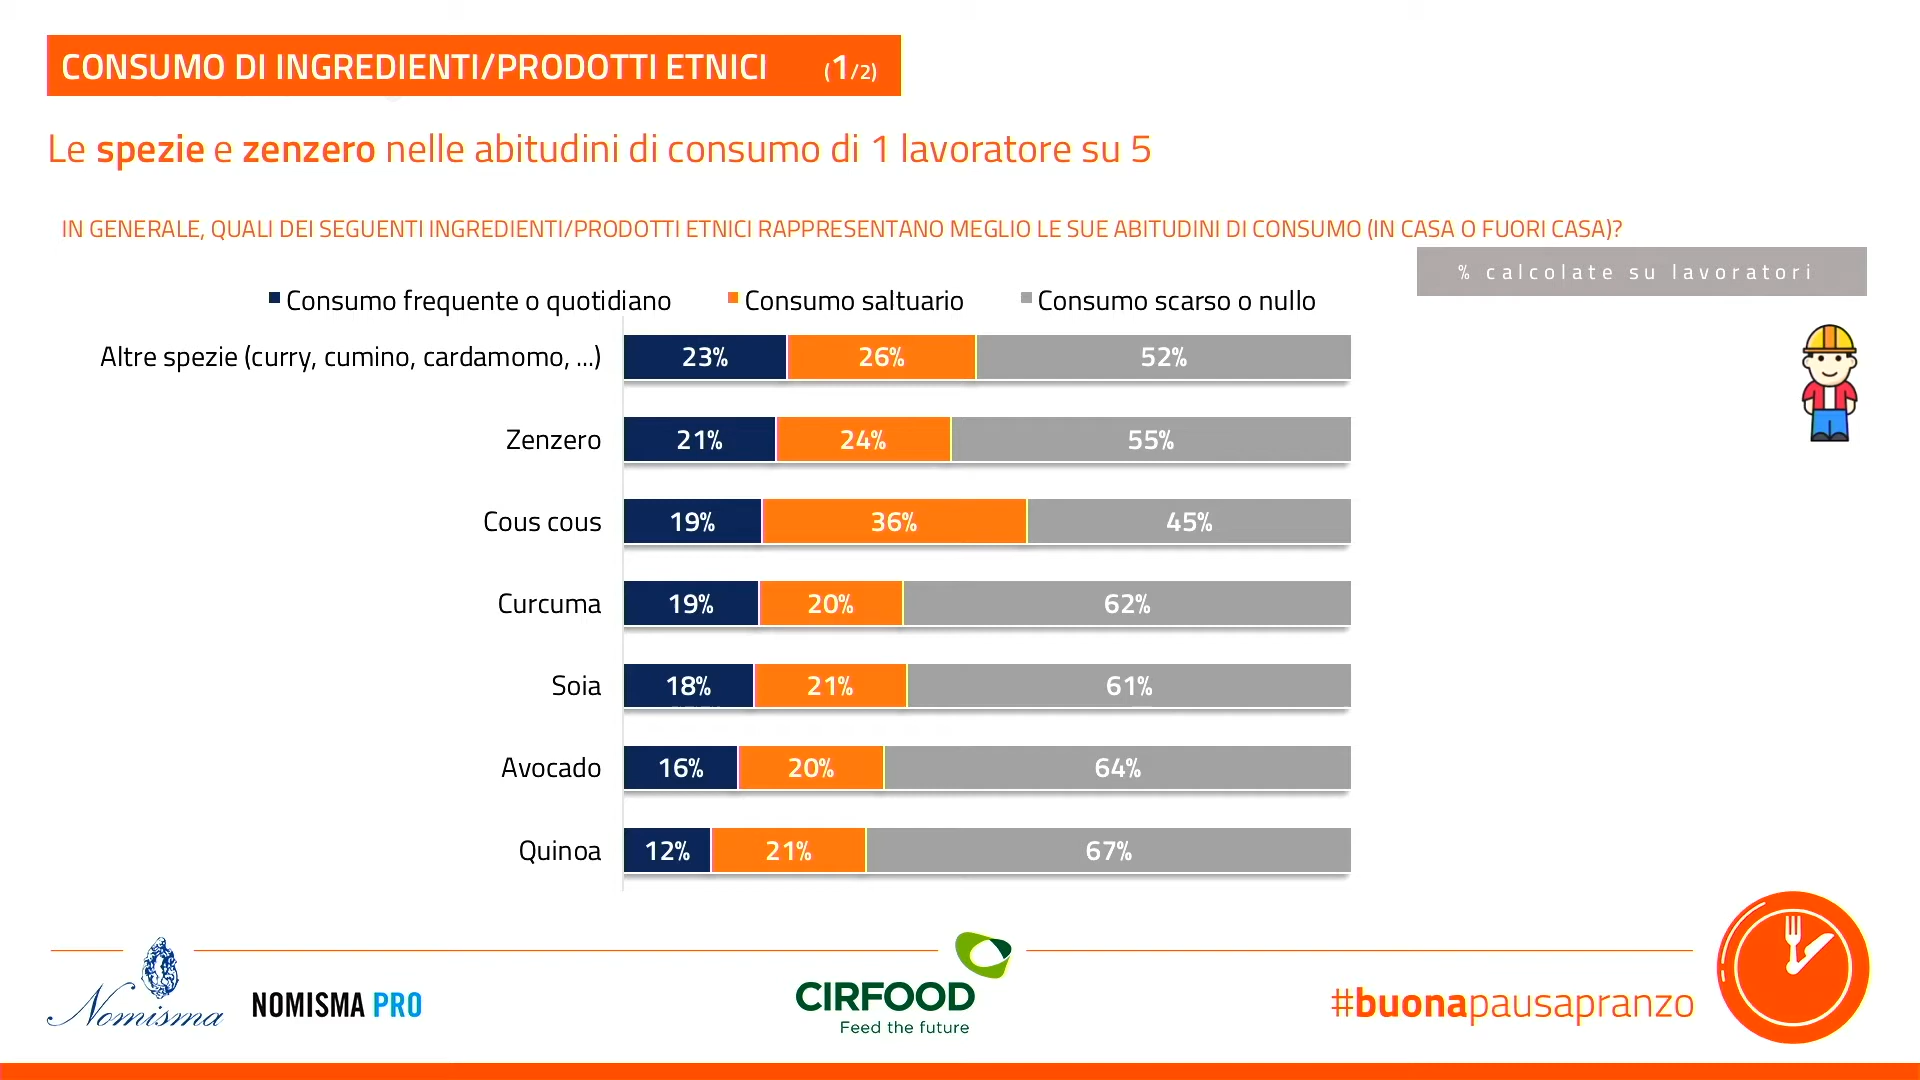 CONSUMO DI INGREDIENTI/PRODOTTI ETNICI (1/2)
Le spezie e zenzero nelle abitudini di consumo di 1 lavoratore su 5
IN GENERALE, QUALI DEI SEGUENTI INGREDIENTI/PRODOTTI ETNICI RAPPRESENTANO MEGLIO LE SUE ABITUDINI DI CONSUMO (IN CASA O FUORI CASA)?
% calcolate su lavoratori
Consumo frequente o quotidiano Consumo saltuario Consumo scarso o nullo
Altre spezie (curry, cumino, cardamomo, ...) 23% 26% 52%
Zenzero 21% 24% 55%
Cous cous 19% 36% 45%
Curcuma 19% 20% 62%
Soia 18% 21% 61%
Avocado 16% 20% 64%
Quinoa 12% 21% 67%
Nomisma NOMISMA PRO
CIRFOOD
Feed the future
#buonapausapranzo